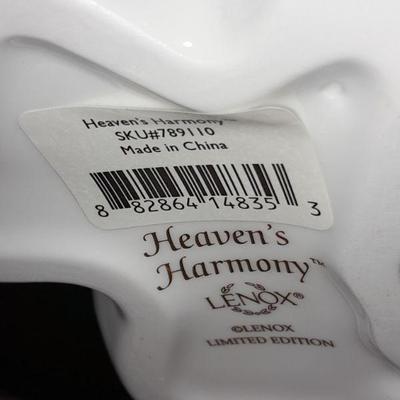 Heaven's Harmony™
SKU#789110
Made in China
8 82864 14835 3
Heaven's
Harmony™
LENOX®
©LENOX
LIMITED EDITION